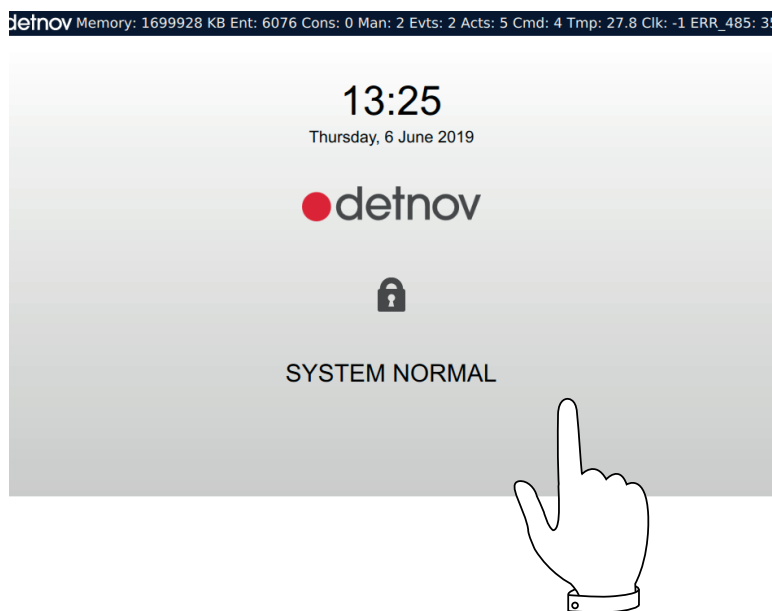 detnov Memory: 1699928 KB Ent: 6076 Cons: 0 Man: 2 Evts: 2 Acts: 5 Cmd: 4 Tmp: 27.8 Clk: -1 ERR_485: 35
13:25
Thursday, 6 June 2019
detnov
SYSTEM NORMAL